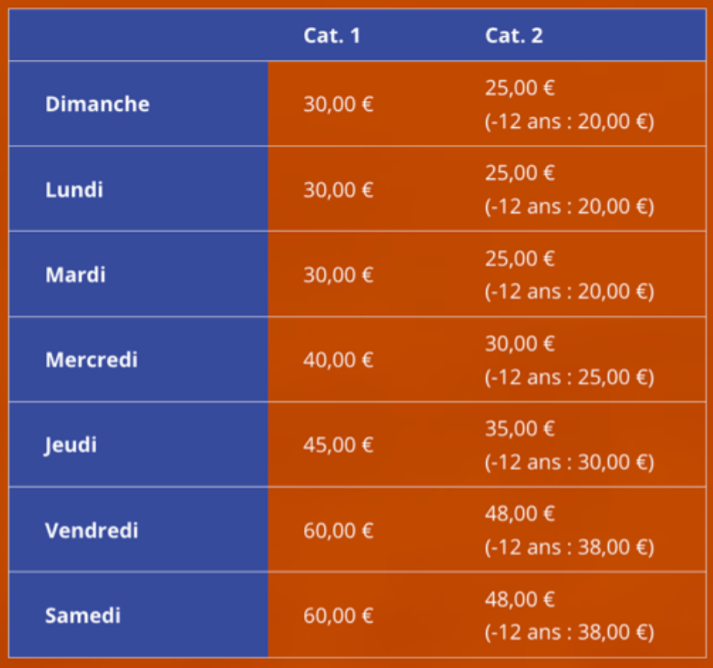 Cat. 1 Cat. 2
Dimanche 30,00 € 25,00 €
(-12 ans : 20,00 €)
Lundi 30,00 € 25,00 €
(-12 ans : 20,00 €)
Mardi 30,00 € 25,00 €
(-12 ans : 20,00 €)
Mercredi 40,00 € 30,00 €
(-12 ans : 25,00 €)
Jeudi 45,00 € 35,00 €
(-12 ans : 30,00 €)
Vendredi 60,00 € 48,00 €
(-12 ans : 38,00 €)
Samedi 60,00 € 48,00 €
(-12 ans : 38,00 €)